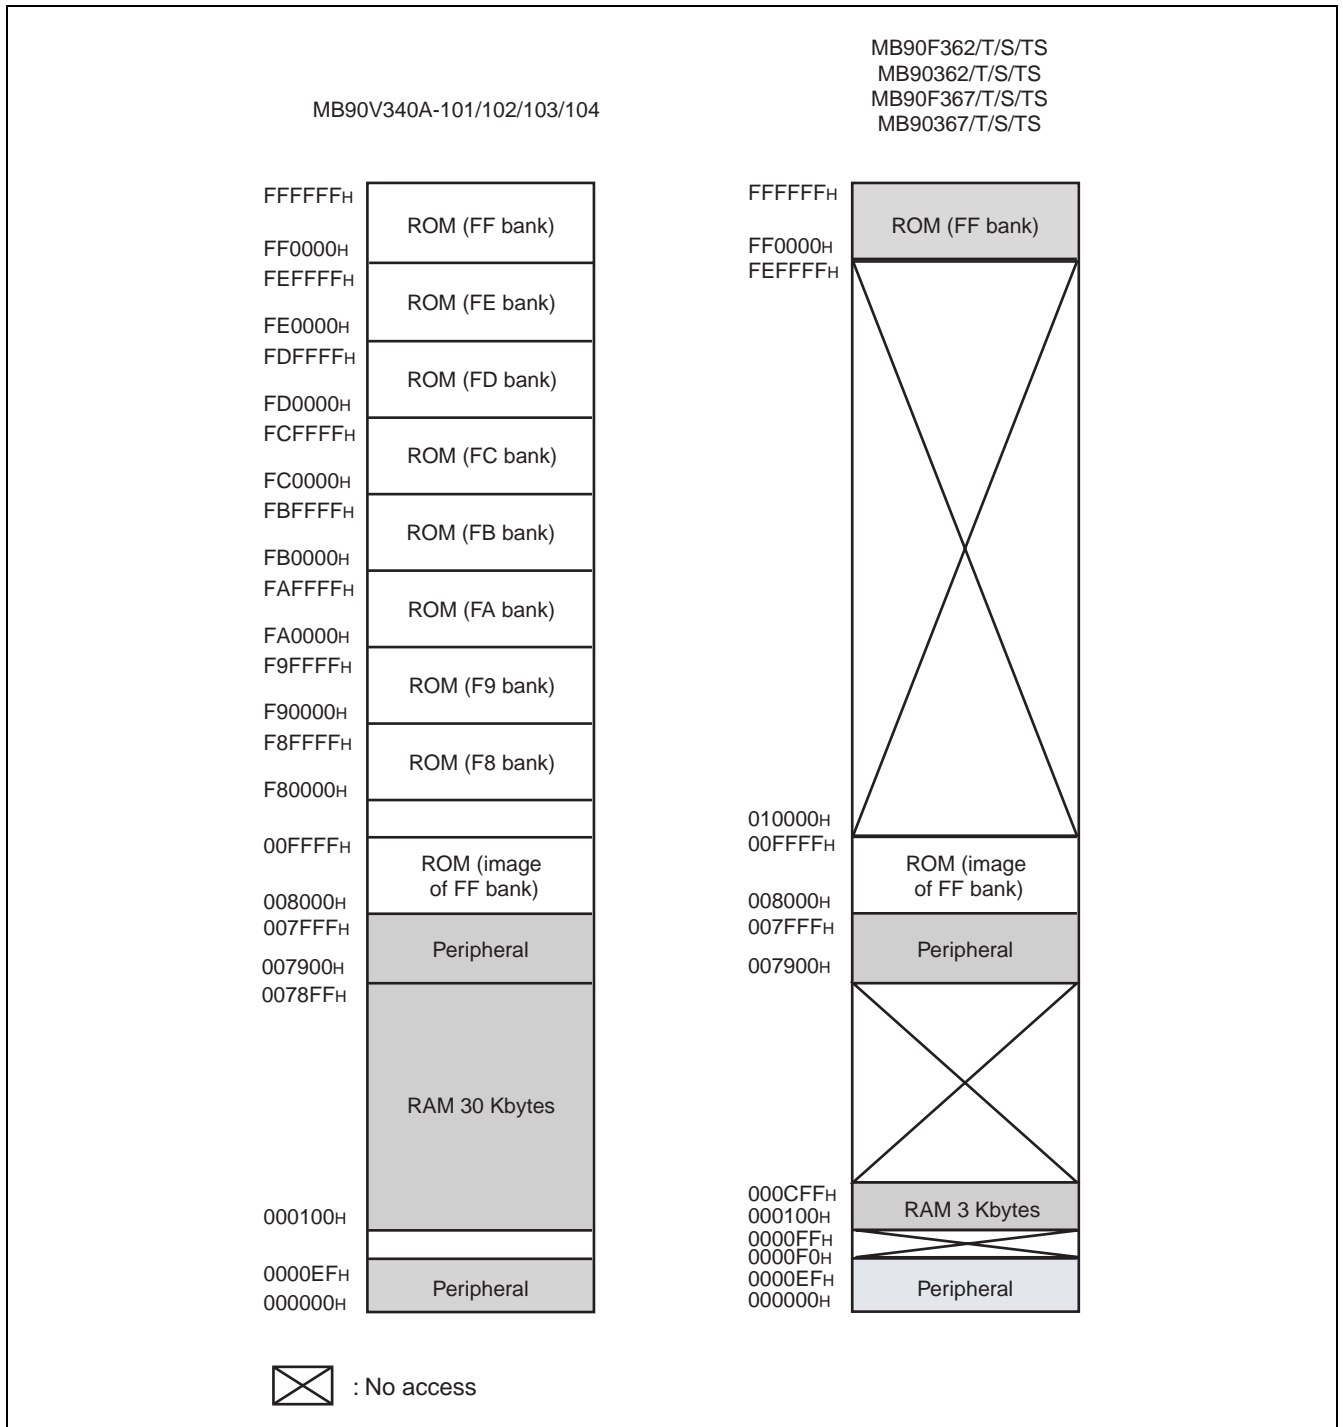 MB90V340A-101/102/103/104
FFFFFFH
ROM (FF bank)
FF0000H
FEFFFFH
ROM (FE bank)
FE0000H
FDFFFFH
ROM (FD bank)
FD0000H
FCFFFFH
ROM (FC bank)
FC0000H
FBFFFFH
ROM (FB bank)
FB0000H
FAFFFFH
ROM (FA bank)
FA0000H
F9FFFFH
ROM (F9 bank)
F90000H
F8FFFFH
ROM (F8 bank)
F80000H
00FFFFH
ROM (image
of FF bank)
008000H
007FFFH
Peripheral
007900H
0078FFH
RAM 30 Kbytes
000100H
0000EFH
Peripheral
000000H
MB90F362/T/S/TS
MB90362/T/S/TS
MB90F367/T/S/TS
MB90367/T/S/TS
FFFFFFH
ROM (FF bank)
FF0000H
FEFFFFH
010000H
00FFFFH
ROM (image
of FF bank)
008000H
007FFFH
Peripheral
007900H
000CFFH
RAM 3 Kbytes
000100H
0000FFH
0000F0H
0000EFH
Peripheral
000000H
: No access